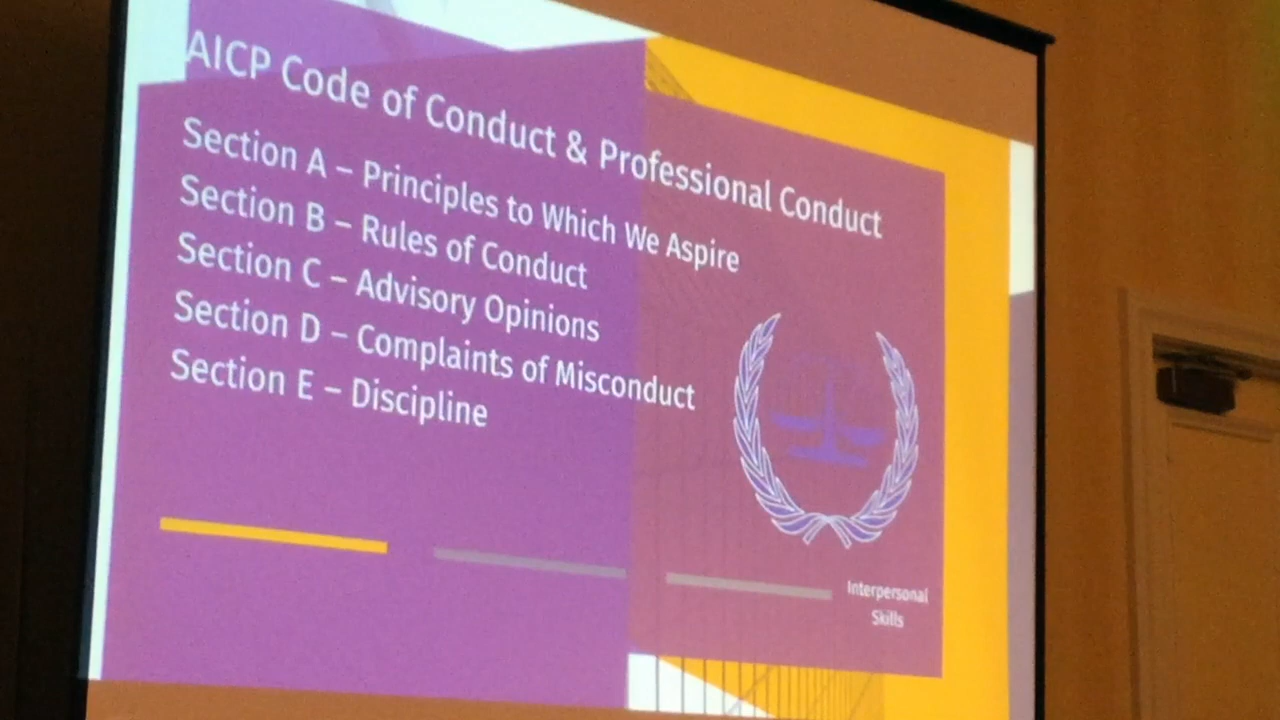 AICP Code of Conduct & Professional Conduct
Section A – Principles to Which We Aspire
Section B – Rules of Conduct
Section C – Advisory Opinions
Section D – Complaints of Misconduct
Section E – Discipline
Interpersonal
Skills